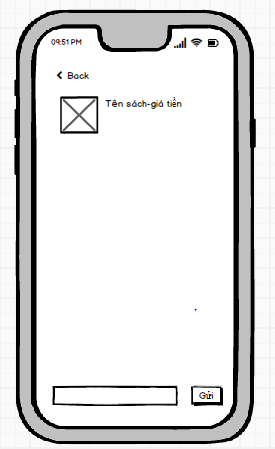 09:51 PM
Back
Tên sách-giá tiền
Gửi